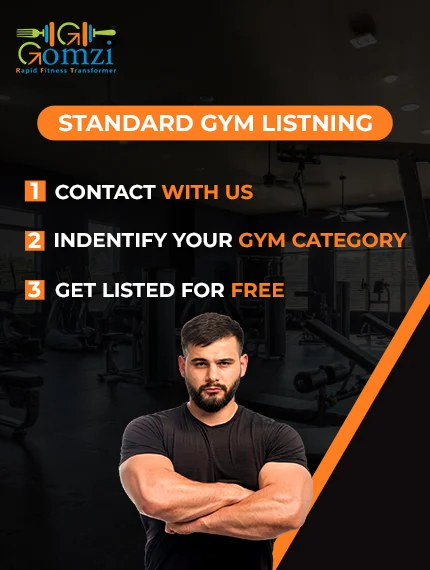 Gomzi
Rapid Fitness Transformer
STANDARD GYM LISTNING
1 CONTACT WITH US
2 INDENTIFY YOUR GYM CATEGORY
3 GET LISTED FOR FREE